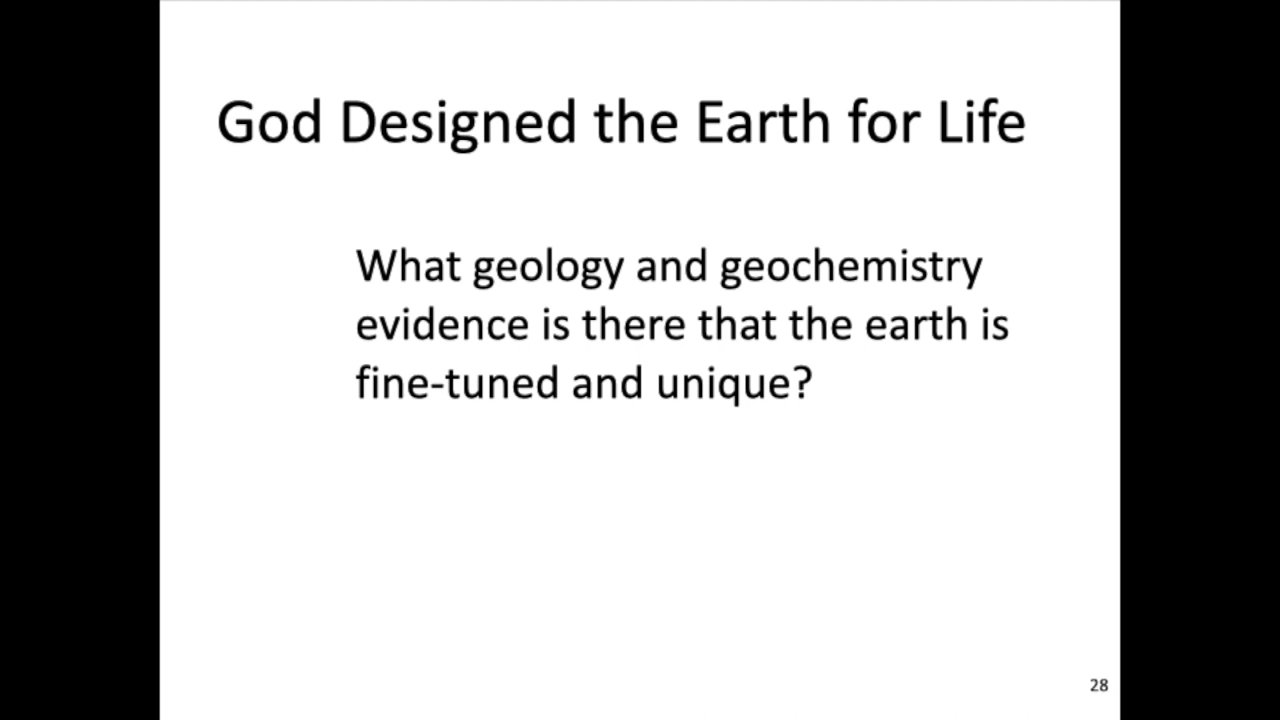 God Designed the Earth for Life
What geology and geochemistry
evidence is there that the earth is
fine-tuned and unique?
28